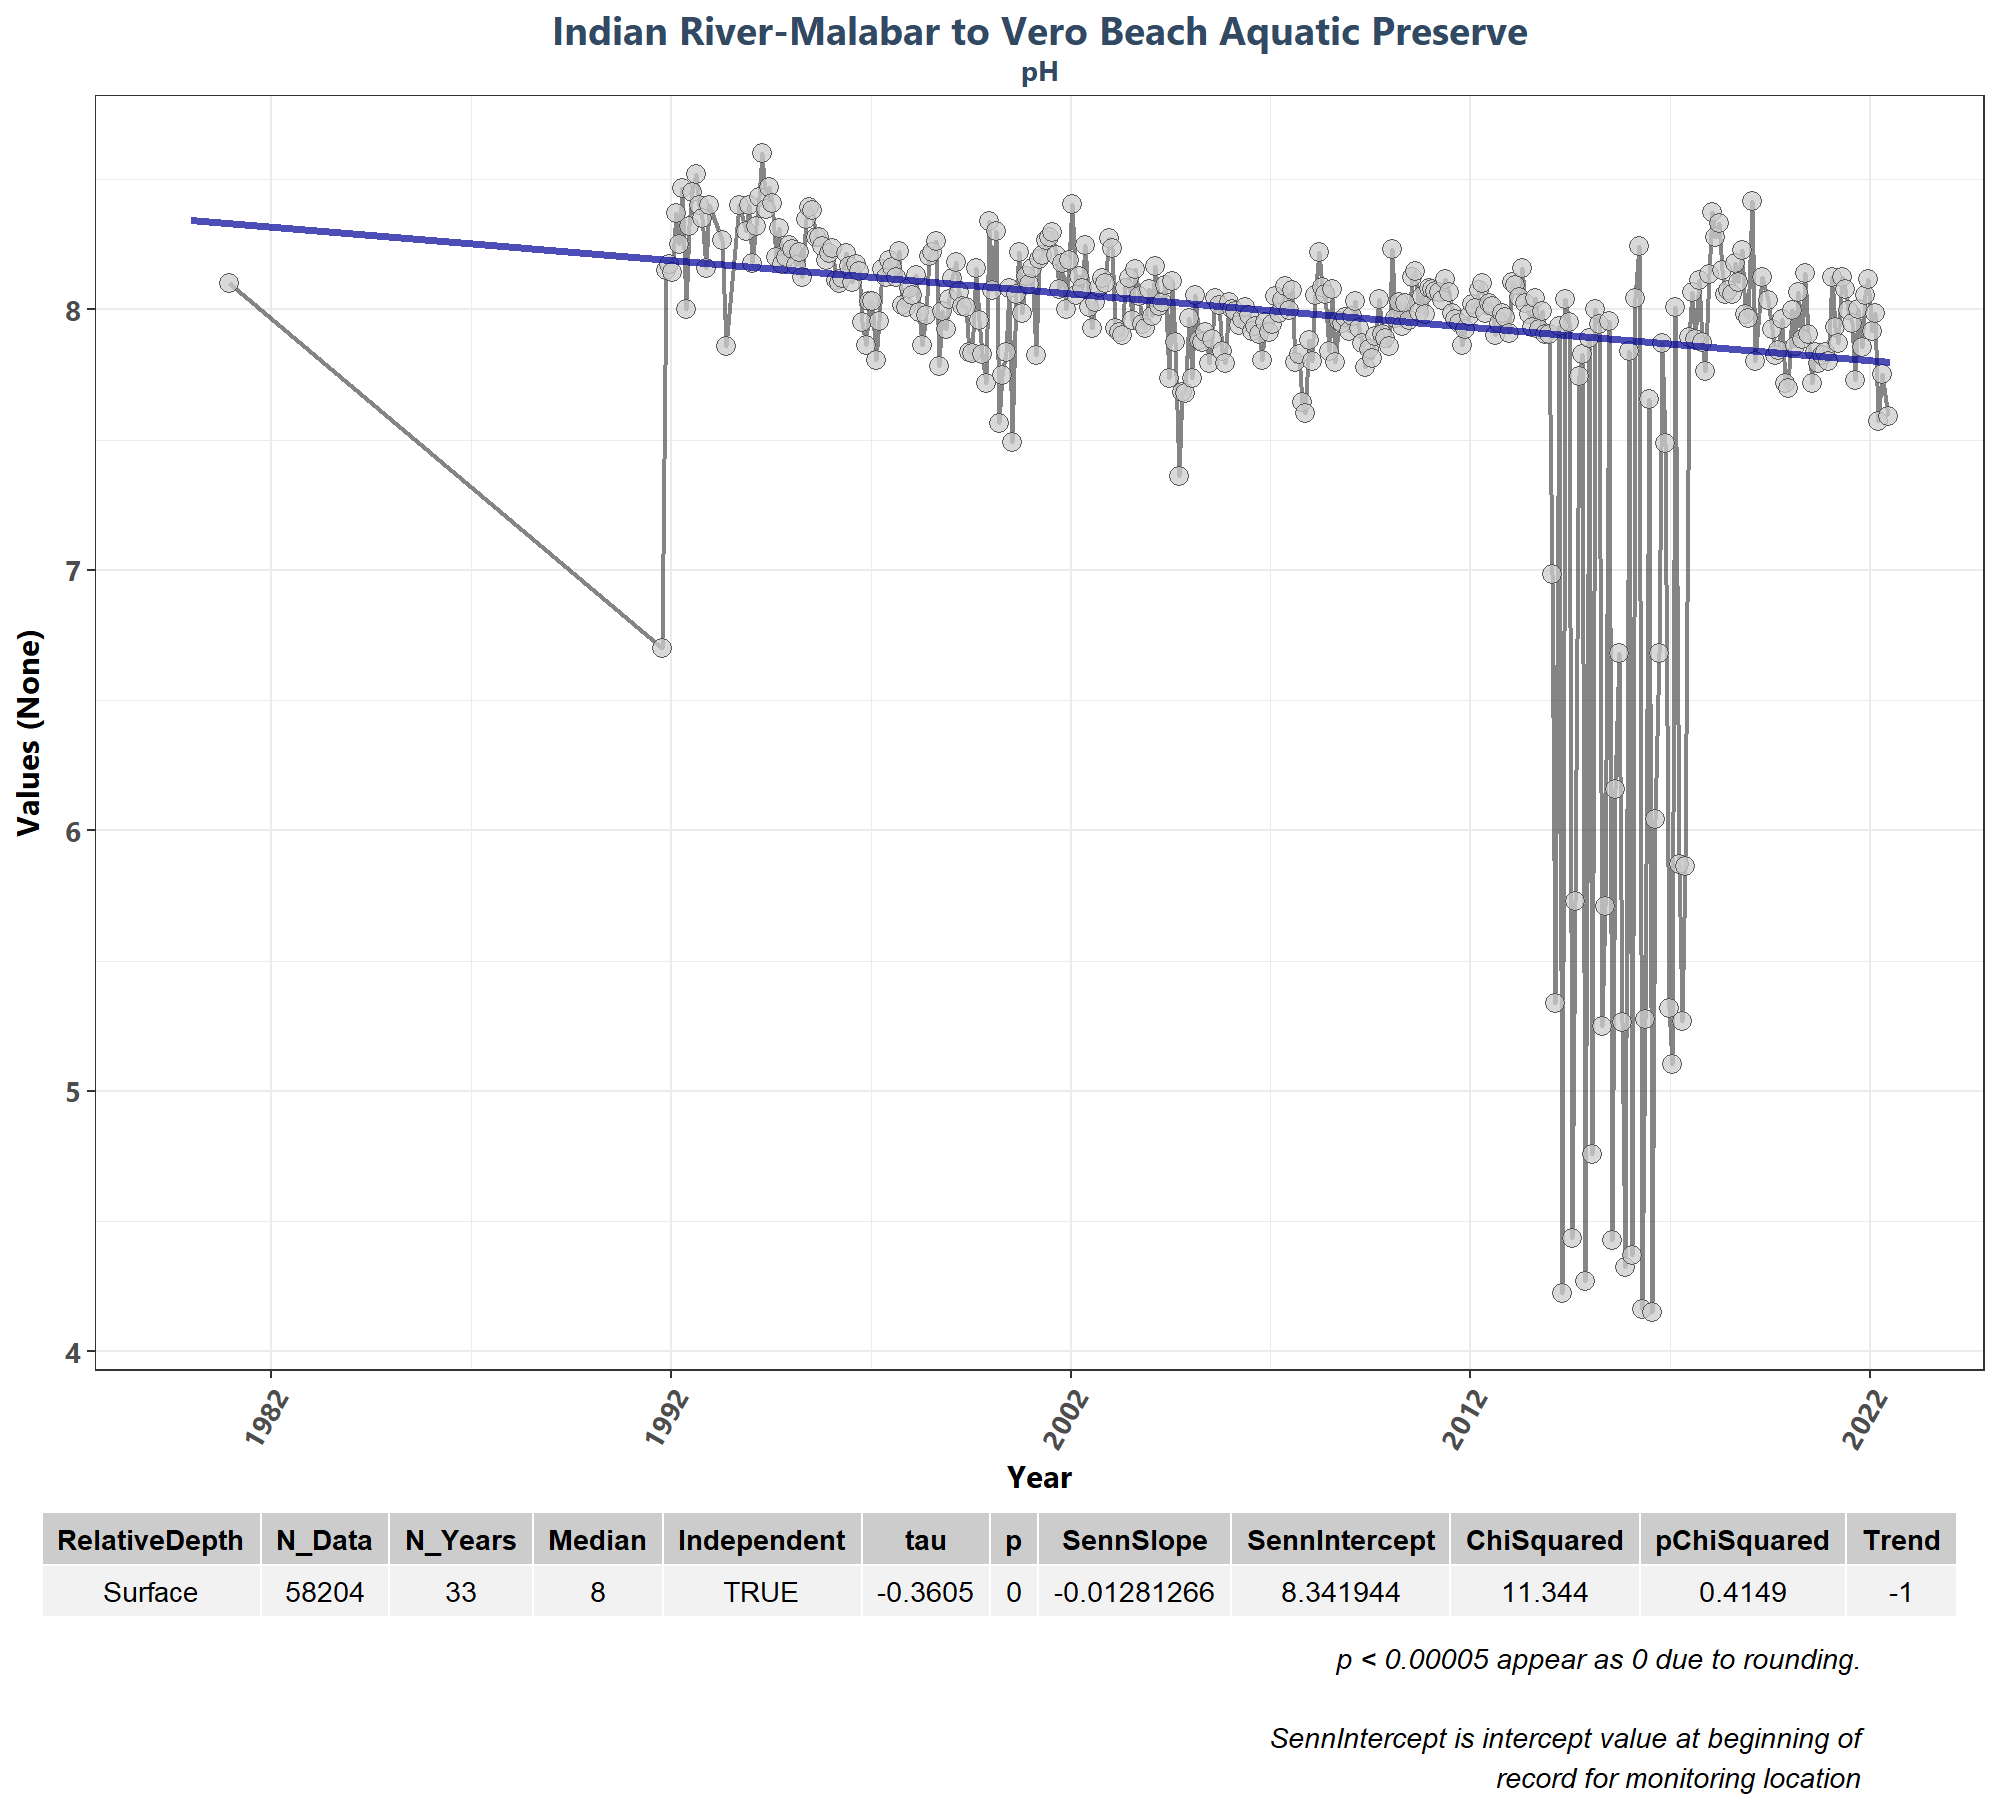 Indian River-Malabar to Vero Beach Aquatic Preserve
pH
Values (None)
8
7
6
5
4
1982
1992
2002
2012
2022
Year
RelativeDepth N_Data N_Years Median Independent tau p SennSlope SennIntercept ChiSquared pChiSquared Trend
Surface 58204 33 8 TRUE -0.3605 0 -0.01281266 8.341944 11.344 0.4149 -1
p < 0.00005 appear as 0 due to rounding.
SennIntercept is intercept value at beginning of
record for monitoring location